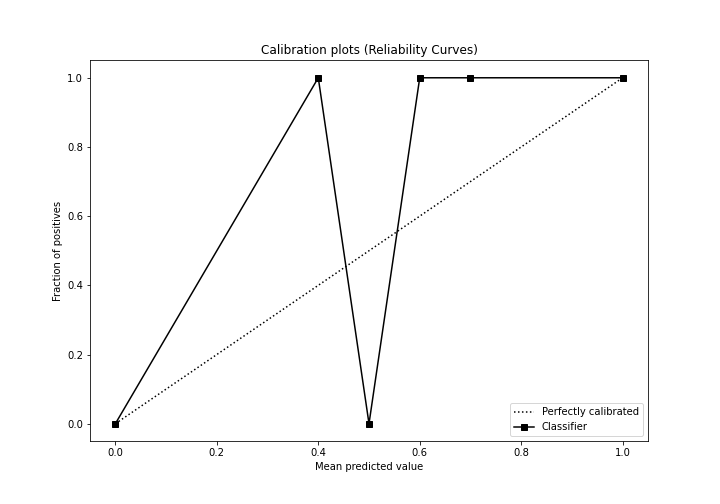 Calibration plots (Reliability Curves)
1.0
0.8
0.6
0.4
0.2
0.0
Fraction of positives
0.0 0.2 0.4 0.6 0.8 1.0
Mean predicted value
Perfectly calibrated
Classifier